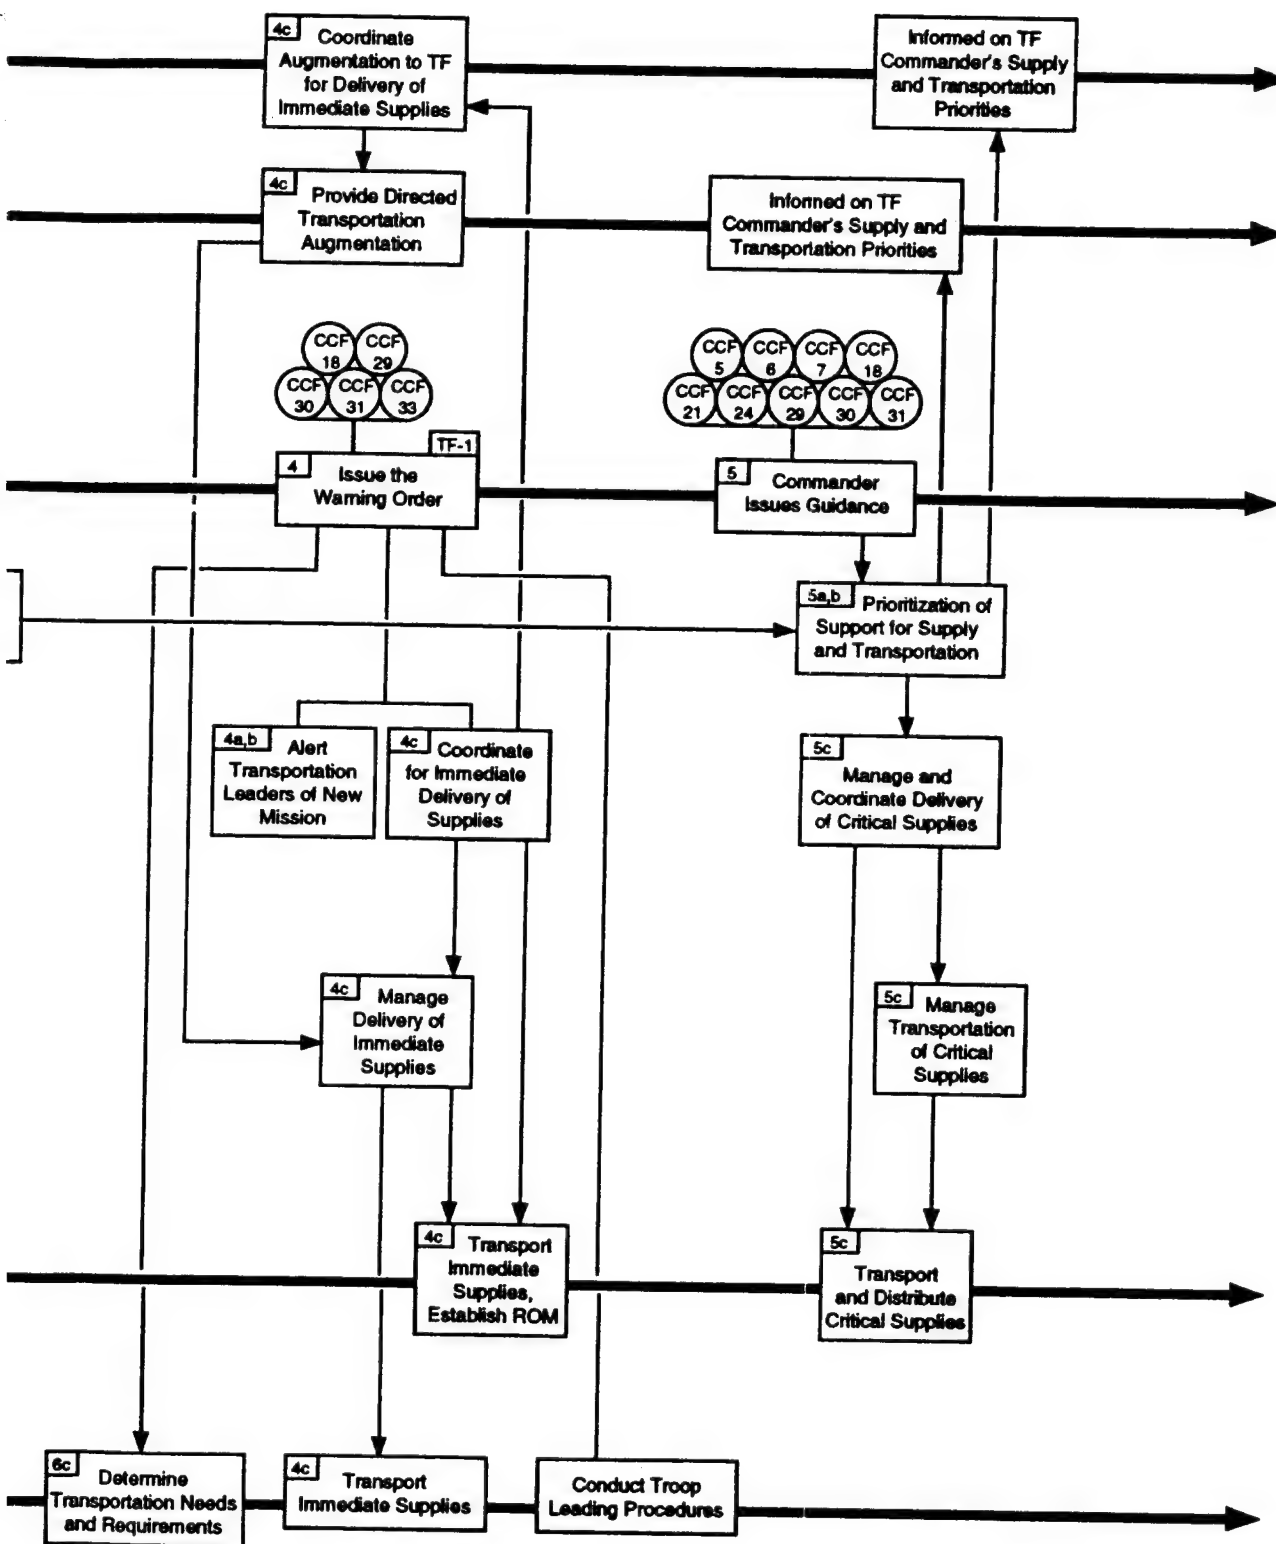 4c
Coordinate
Augmentation to TF
for Delivery of
Immediate Supplies
Informed on TF
Commander's Supply
and Transportation
Priorities
4c
Provide Directed
Transportation
Augmentation
Informed on TF
Commander's Supply and
Transportation Priorities
CCF
18
CCF
29
CCF
30
CCF
31
CCF
33
CCF
5
CCF
6
CCF
7
CCF
18
CCF
21
CCF
24
CCF
29
CCF
30
CCF
31
TF-1
4
Issue the
Warning Order
5
Commander
Issues Guidance
5a,b
Prioritization of
Support for Supply
and Transportation
4a,b
Alert
Transportation
Leaders of New
Mission
4c
Coordinate
for Immediate
Delivery of
Supplies
5c
Manage and
Coordinate Delivery
of Critical Supplies
4c
Manage
Delivery of
Immediate
Supplies
5c
Manage
Transportation
of Critical
Supplies
4c
Transport
Immediate
Supplies,
Establish ROM
5c
Transport
and Distribute
Critical Supplies
6c
Determine
Transportation Needs
and Requirements
4c
Transport
Immediate Supplies
Conduct Troop
Leading Procedures